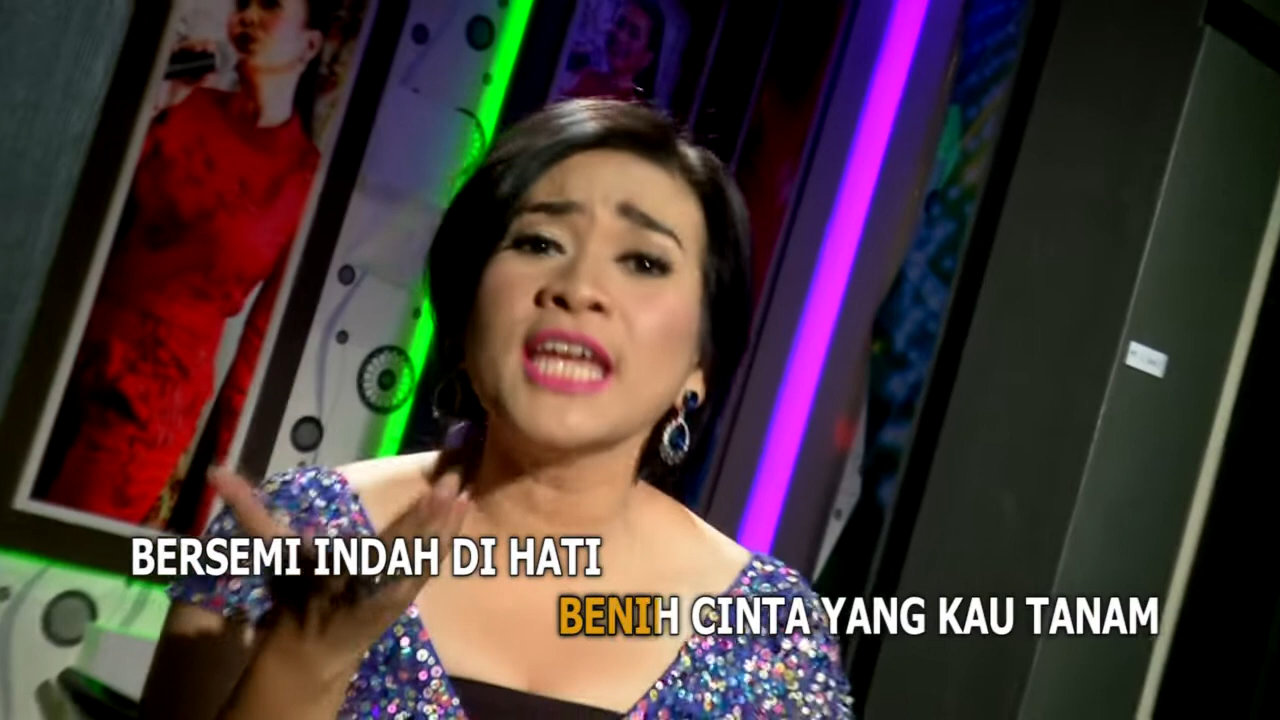 BERSEMI INDAH DI HATI
BENIH CINTA YANG KAU TANAM